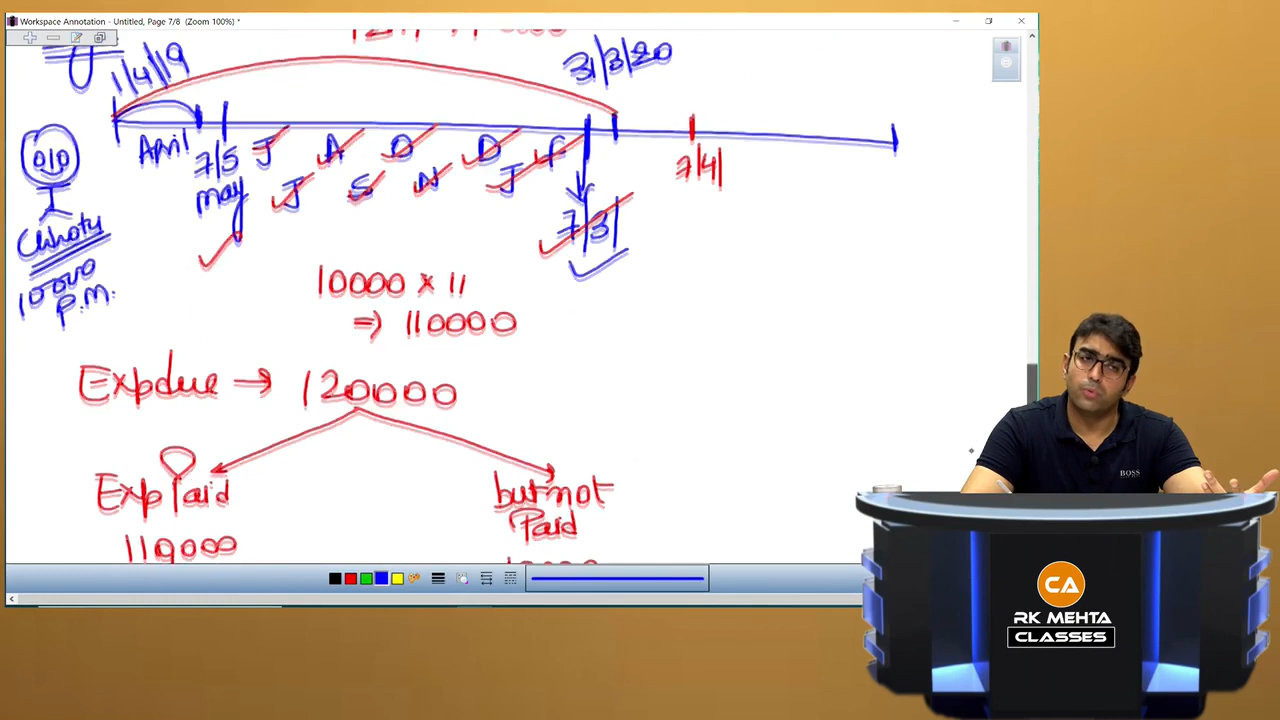 Workspace Annotation - Untitled, Page 7/8 (Zoom 100%) *
1/4/19
31/3/20
April
7/5
may
J
J
A
S
O
N
D
J
F
7/3/
7/4/
Chhotu
10000
P.M.
10000 × 11
=> 110000
Expdue → 120000
Exp Paid
110000
but not
Paid
BOSS
CA
RK MEHTA
CLASSES